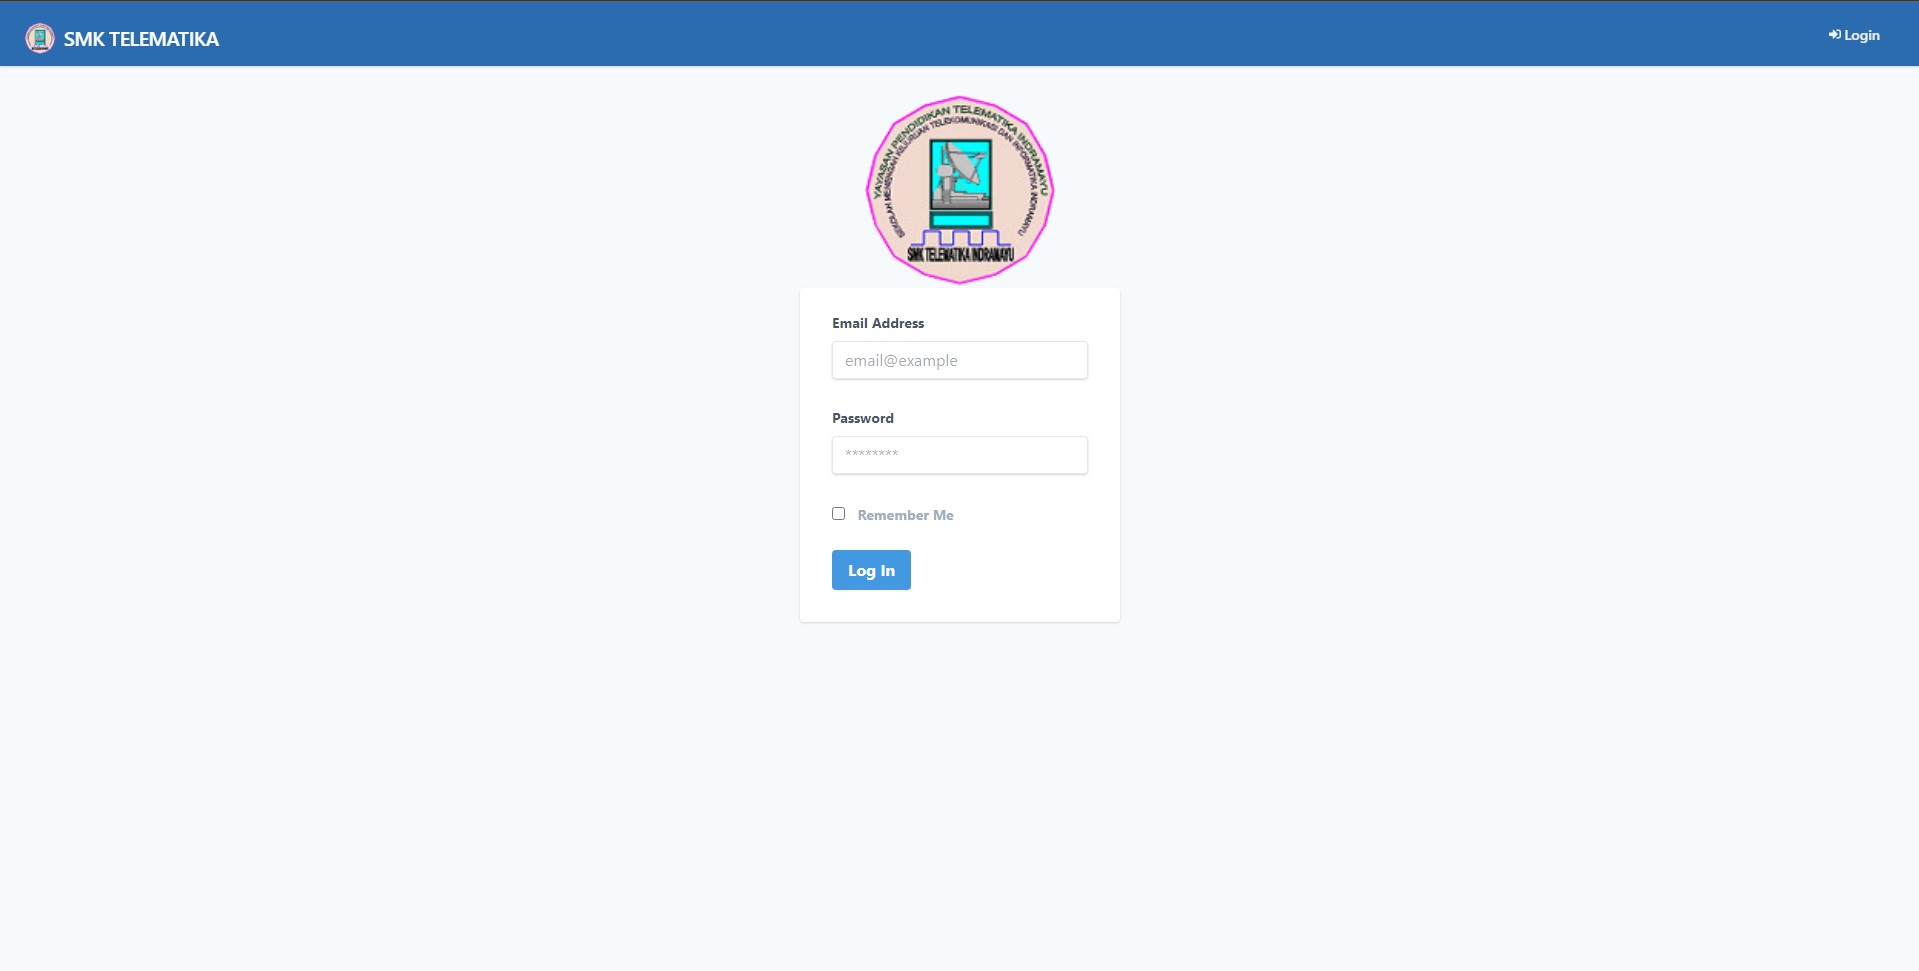 SMK TELEMATIKA
Login
YAYASAN PENDIDIKAN TELEMATIKA INDRAMAYU
SEKOLAH MENENGAH KEJURUAN TELEKOMUNIKASI DAN INFORMATIKA INDRAMAYU
SMK TELEMATIKA INDRAMAYU
Email Address
email@example
Password
********
Remember Me
Log In